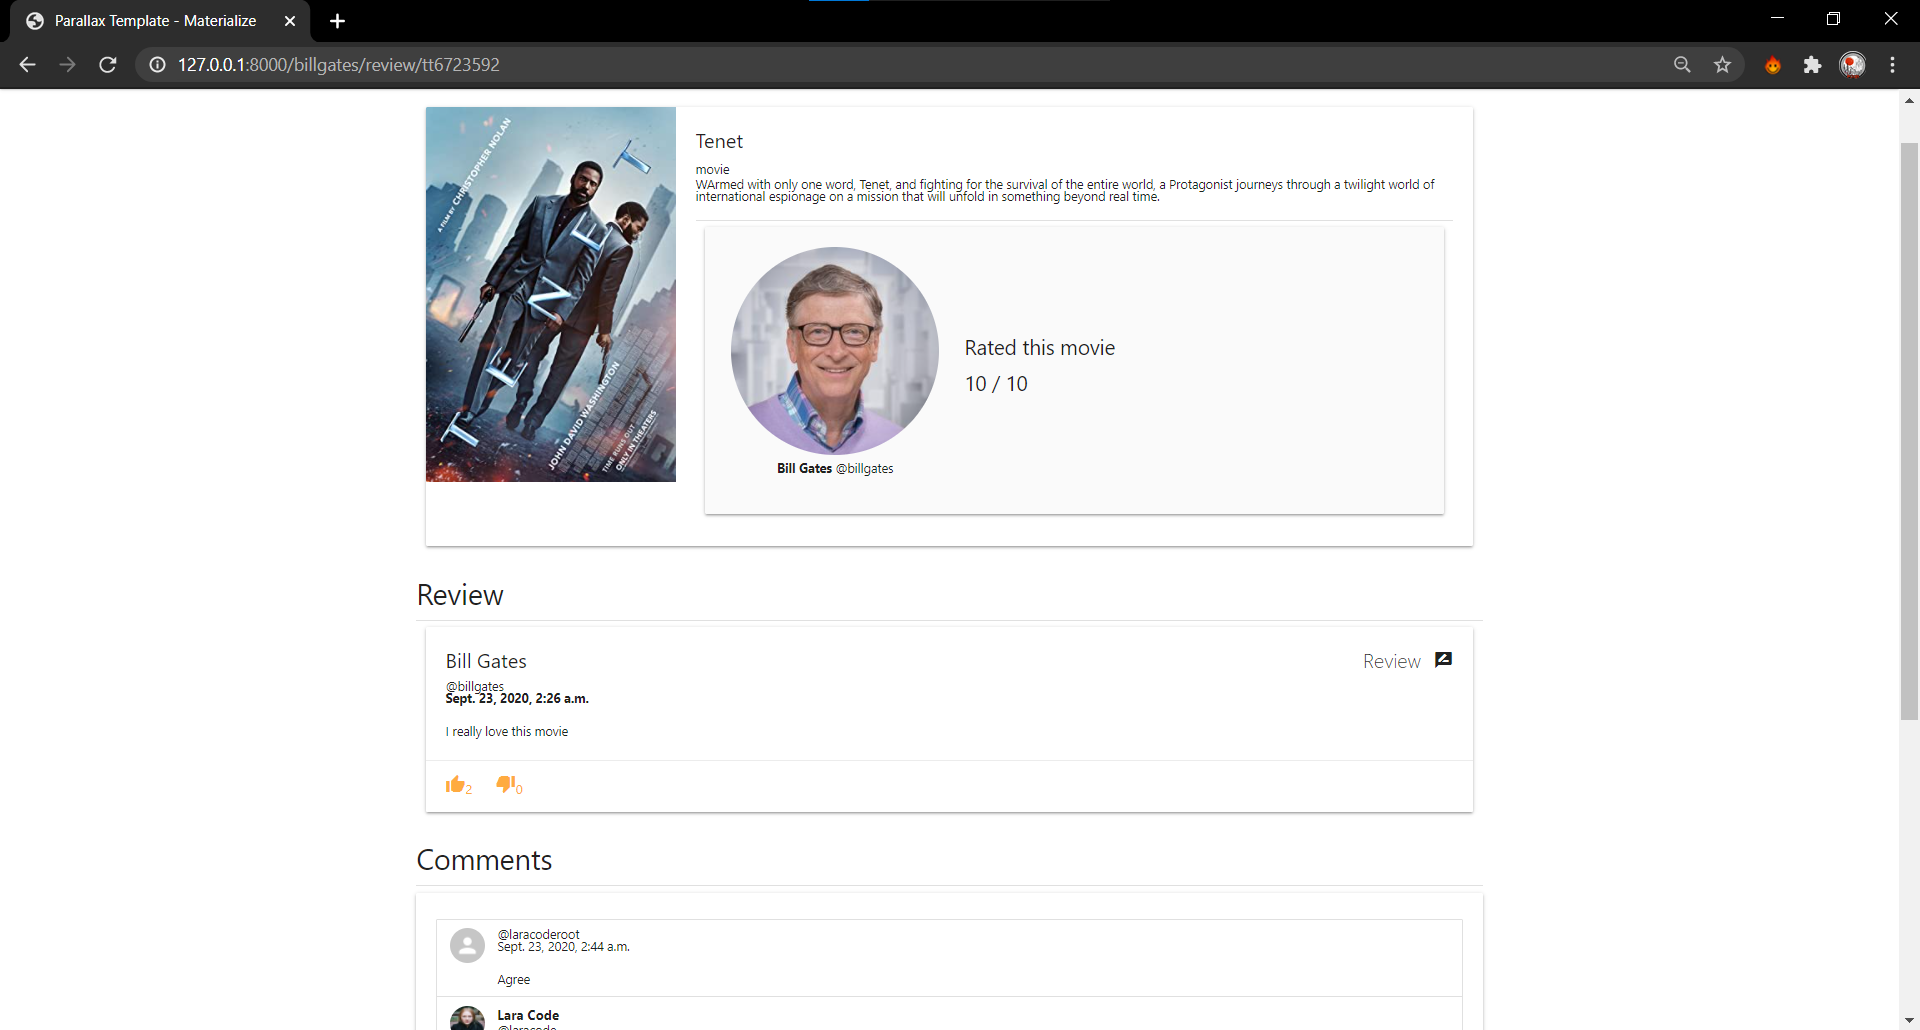 Parallax Template - Materialize
127.0.0.1:8000/billgates/review/tt6723592
A FILM BY CHRISTOPHER NOLAN
TENET
JOHN DAVID WASHINGTON
TIME RUNS OUT
ONLY IN THEATERS
Tenet
movie
WArmed with only one word, Tenet, and fighting for the survival of the entire world, a Protagonist journeys through a twilight world of
international espionage on a mission that will unfold in something beyond real time.
Rated this movie
10 / 10
Bill Gates @billgates
Review
Bill Gates
Review
@billgates
Sept. 23, 2020, 2:26 a.m.
I really love this movie
2
0
Comments
@laracoderoot
Sept. 23, 2020, 2:44 a.m.
Agree
Lara Code
@laracode